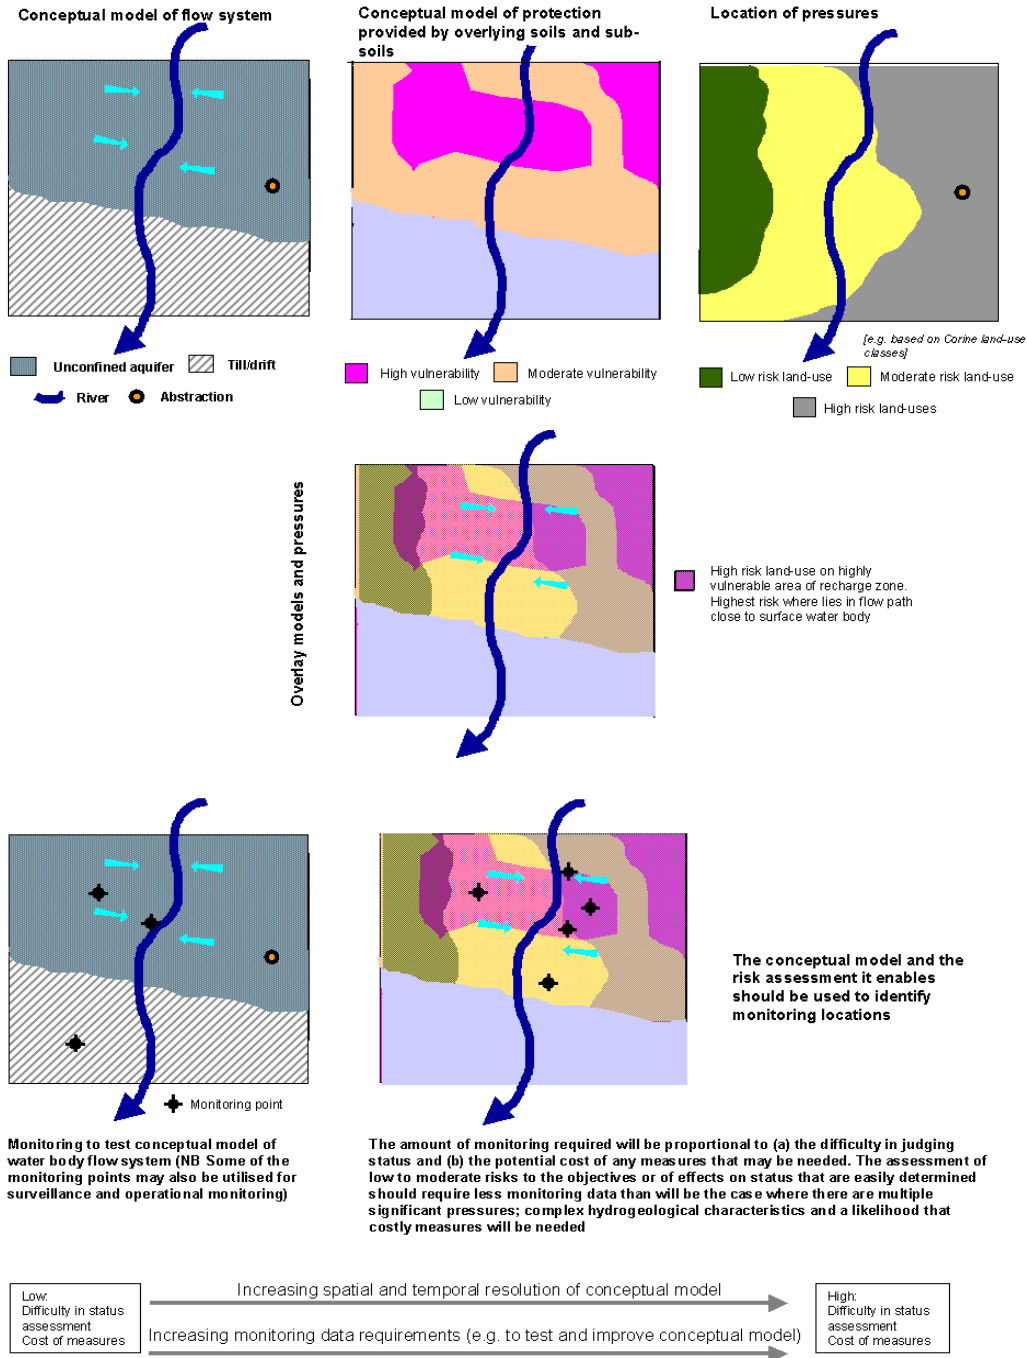 Conceptual model of flow system
Conceptual model of protection
provided by overlying soils and sub-
soils
Location of pressures
[e.g. based on Corine land-use
classes]
Unconfined aquifer
Till/drift
River
Abstraction
High vulnerability
Moderate vulnerability
Low vulnerability
Low risk land-use
Moderate risk land-use
High risk land-uses
Overlay models and pressures
High risk land-use on highly
vulnerable area of recharge zone.
Highest risk where lies in flow path
close to surface water body
The conceptual model and the
risk assessment it enables
should be used to identify
monitoring locations
Monitoring point
Monitoring to test conceptual model of
water body flow system (NB Some of the
monitoring points may also be utilised for
surveillance and operational monitoring)
The amount of monitoring required will be proportional to (a) the difficulty in judging
status and (b) the potential cost of any measures that may be needed. The assessment of
low to moderate risks to the objectives or of effects on status that are easily determined
should require less monitoring data than will be the case where there are multiple
significant pressures; complex hydrogeological characteristics and a likelihood that
costly measures will be needed
Low:
Difficulty in status
assessment
Cost of measures
Increasing spatial and temporal resolution of conceptual model
Increasing monitoring data requirements (e.g. to test and improve conceptual model)
High:
Difficulty in status
assessment
Cost of measures